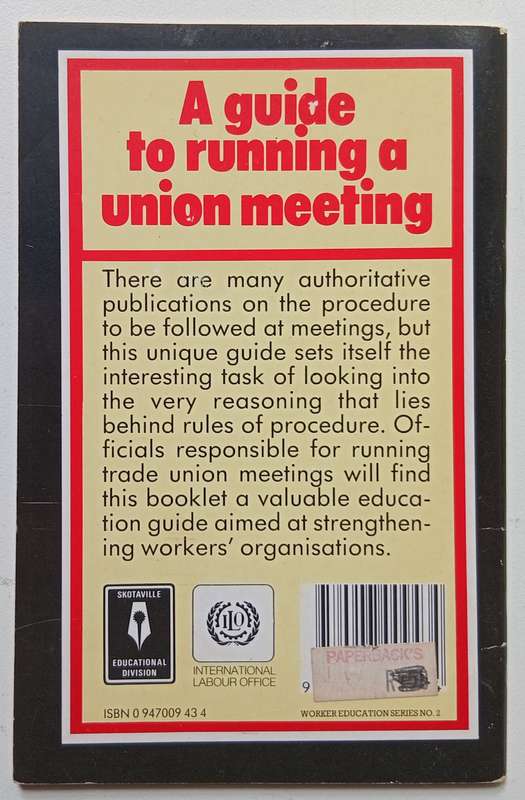 A guide
to running a
union meeting
There are many authoritative
publications on the procedure
to be followed at meetings, but
this unique guide sets itself the
interesting task of looking into
the very reasoning that lies
behind rules of procedure. Of-
ficials responsible for running
trade union meetings will find
this booklet a valuable educa-
tion guide aimed at strengthen-
ing workers' organisations.
SKOTAVILLE
EDUCATIONAL
DIVISION
ILO
INTERNATIONAL
LABOUR OFFICE
PAPERBACK'S
9
ISBN 0 947009 43 4
WORKER EDUCATION SERIES NO. 2